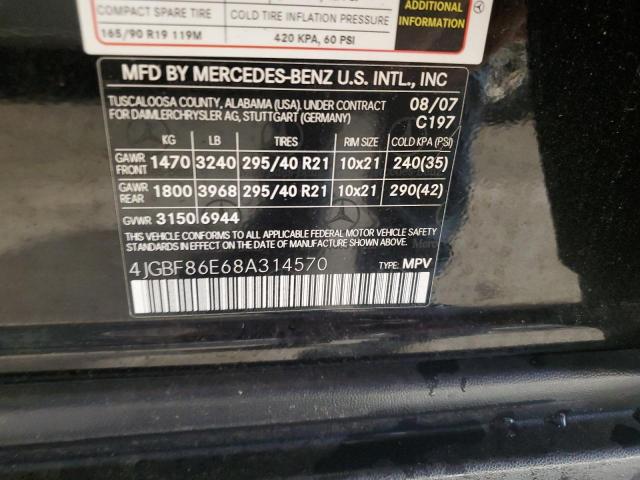 COMPACT SPARE TIRE COLD TIRE INFLATION PRESSURE
165/90 R19 119M 420 KPA, 60 PSI
ADDITIONAL
INFORMATION
MFD BY MERCEDES-BENZ U.S. INTL., INC
TUSCALOOSA COUNTY, ALABAMA (USA). UNDER CONTRACT 08/07
FOR DAIMLERCHRYSLER AG, STUTTGART (GERMANY) C197
KG LB TIRES RIM SIZE COLD KPA (PSI)
GAWR FRONT 1470 3240 295/40 R21 10x21 240(35)
GAWR REAR 1800 3968 295/40 R21 10x21 290(42)
GVWR 3150 6944
THIS VEHICLE CONFORMS TO ALL APPLICABLE FEDERAL MOTOR VEHICLE SAFETY
STANDARDS IN EFFECT ON THE DATE OF MANUFACTURE SHOWN ABOVE.
4JGBF86E68A314570 TYPE: MPV